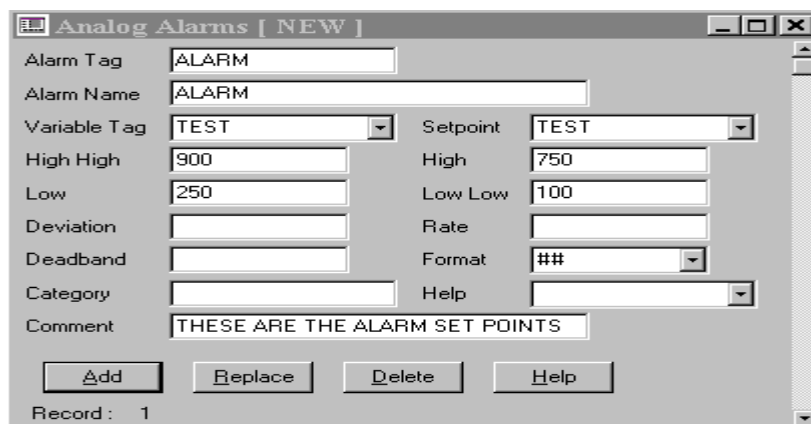 Analog Alarms [ NEW ]
Alarm Tag ALARM
Alarm Name ALARM
Variable Tag TEST Setpoint TEST
High High 900 High 750
Low 250 Low Low 100
Deviation Rate
Deadband Format ##
Category Help
Comment THESE ARE THE ALARM SET POINTS
Add Replace Delete Help
Record : 1